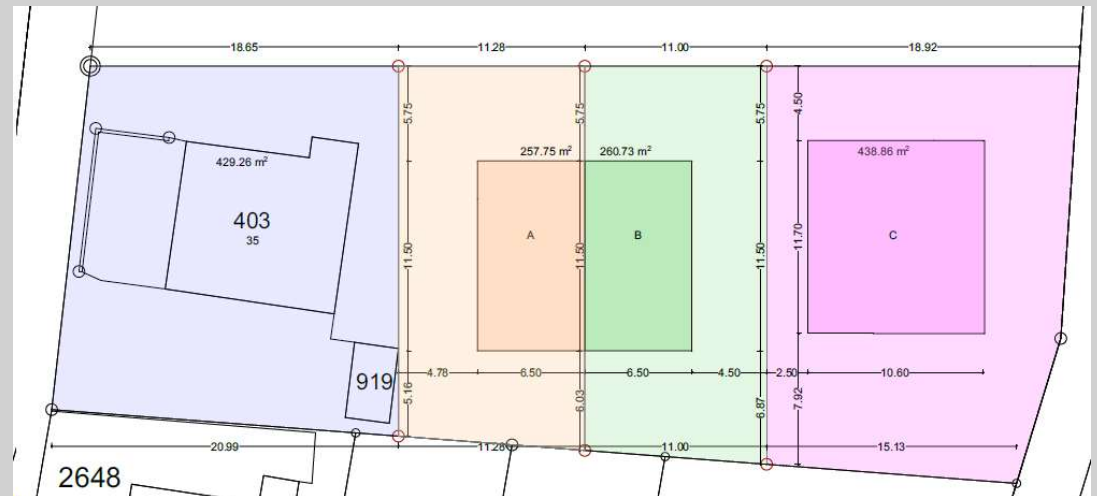 18.65 11.28 11.00 18.92
5.75 5.75 5.75 4.50
429.26 m² 257.75 m² 260.73 m² 438.86 m²
403
35
A B C
11.50 11.50 11.50 11.70
919 4.78 6.50 6.50 4.50 2.50 10.60
5.16 6.03 6.87 7.92
20.99 11.28 11.00 15.13
2648